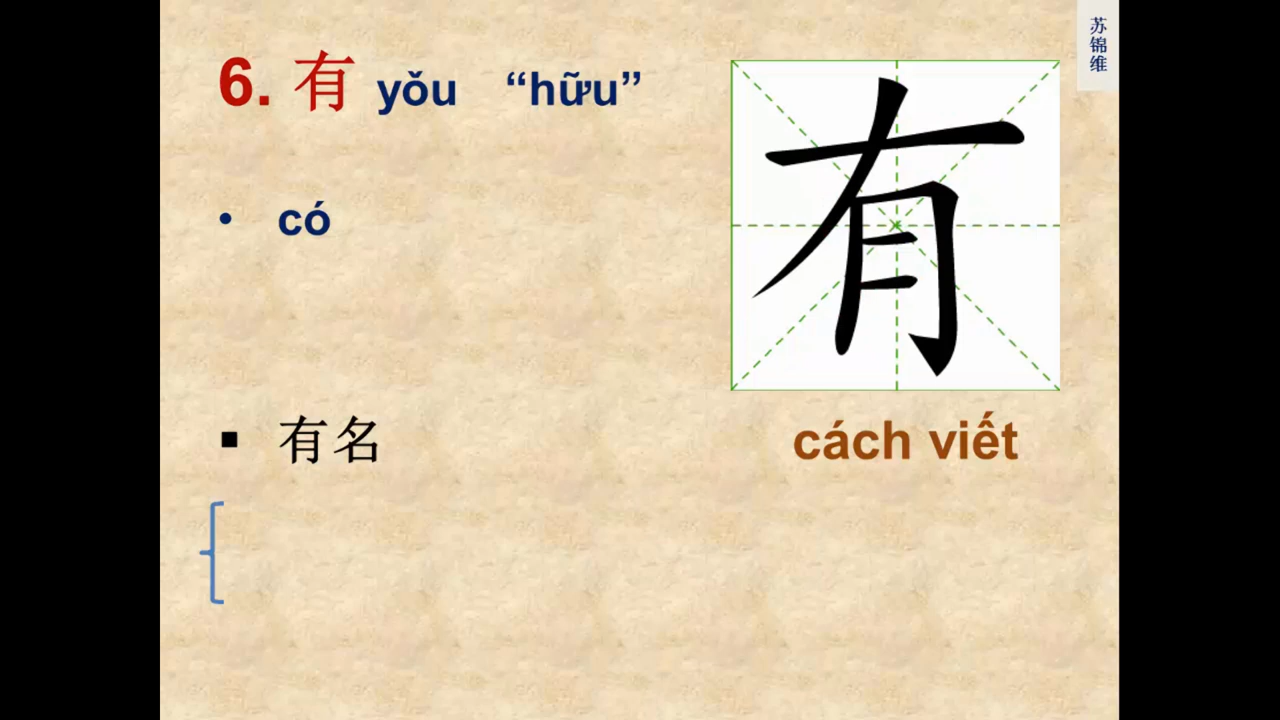 6. 有 yǒu “hữu”
苏锦维
有
• có
▪ 有名
cách viết